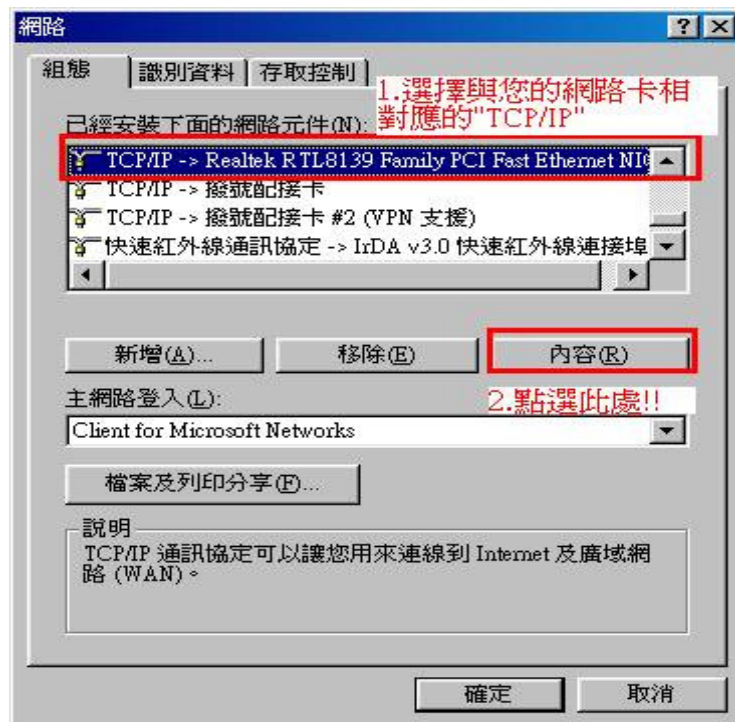 網路
組態
識別資料
存取控制
1.選擇與您的網路卡相
對應的"TCP/IP"
已經安裝下面的網路元件(N):
TCP/IP -> Realtek RTL8139 Family PCI Fast Ethernet NIC
TCP/IP -> 撥號配接卡
TCP/IP -> 撥號配接卡 #2 (VPN 支援)
快速紅外線通訊協定 -> IrDA v3.0 快速紅外線連接埠
新增(A)...
移除(E)
內容(R)
主網路登入(L):
2.點選此處!!
Client for Microsoft Networks
檔案及列印分享(F)...
說明
TCP/IP 通訊協定可以讓您用來連線到 Internet 及廣域網
路 (WAN)。
確定
取消